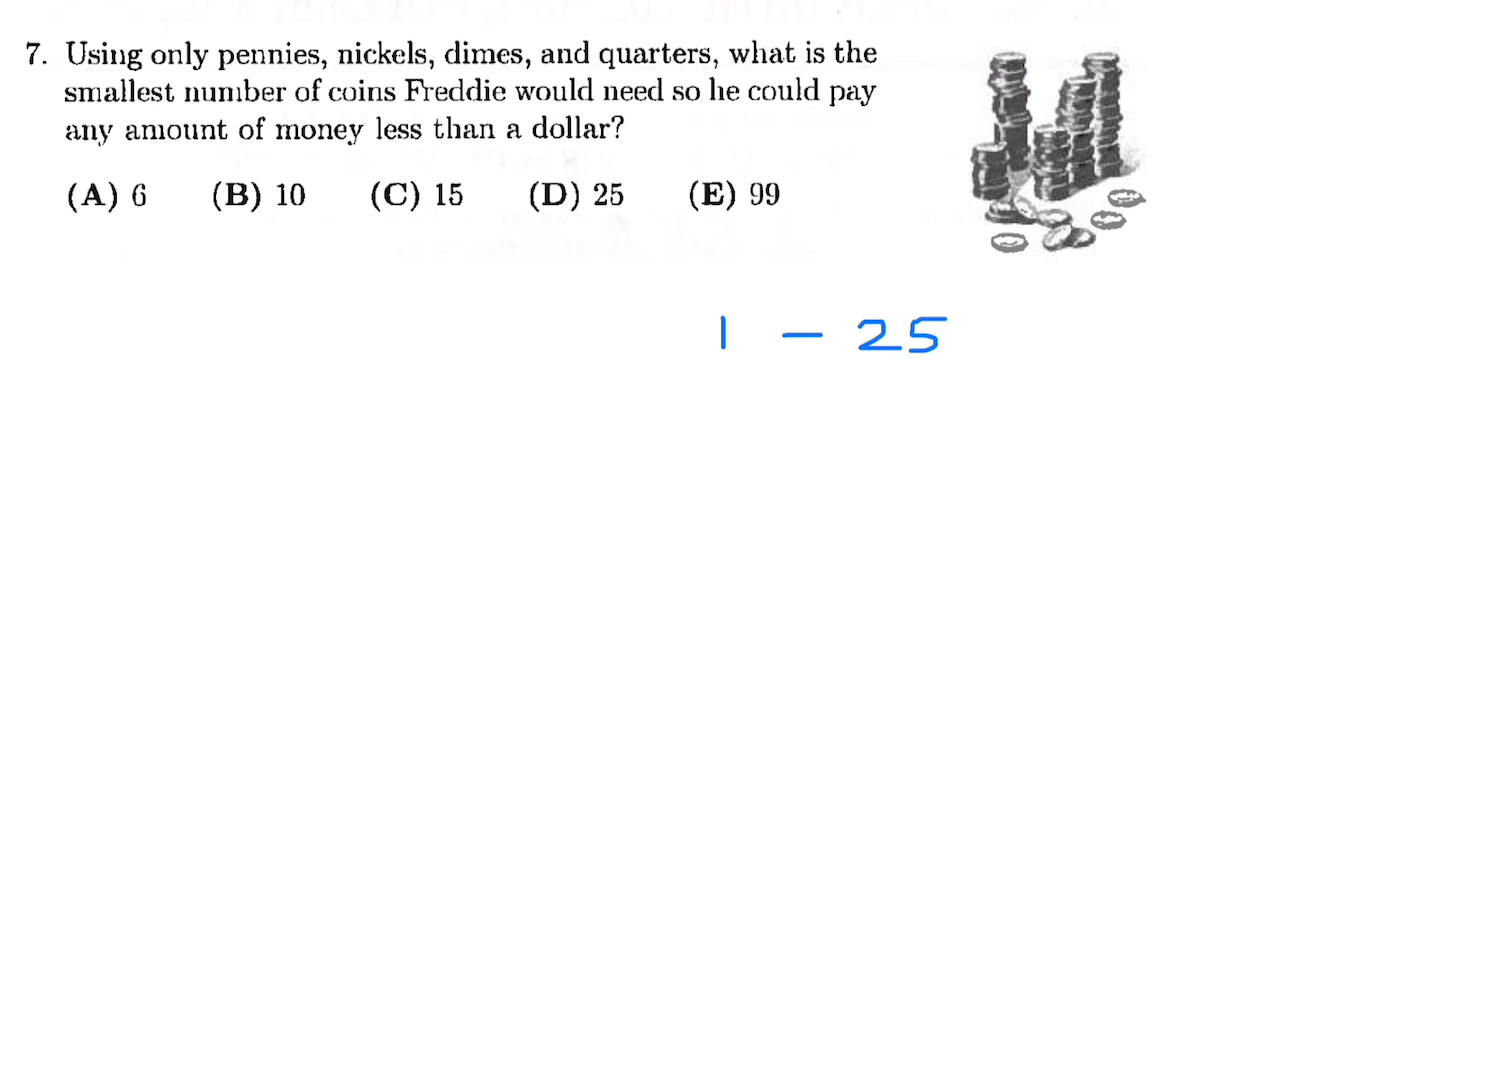 7. Using only pennies, nickels, dimes, and quarters, what is the
smallest number of coins Freddie would need so he could pay
any amount of money less than a dollar?
(A) 6 (B) 10 (C) 15 (D) 25 (E) 99
1 - 25